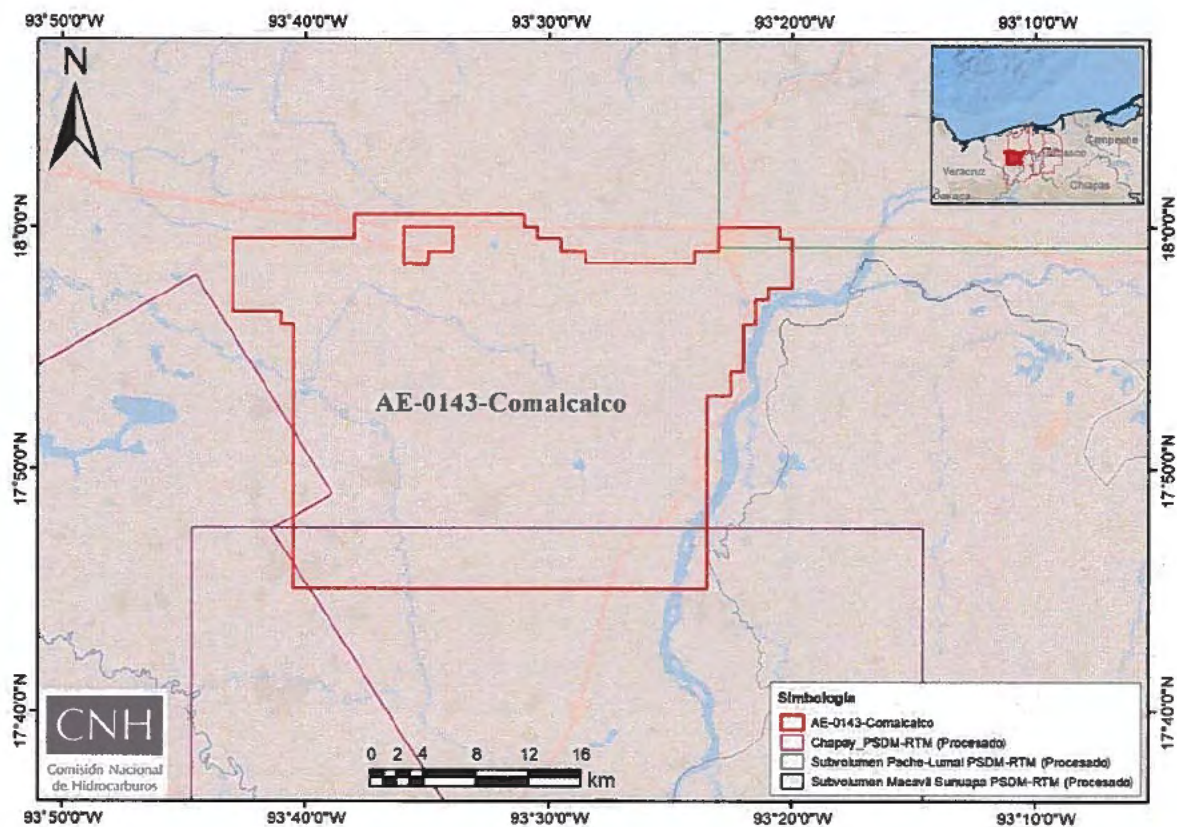 93°50'0"W 93°40'0"W 93°30'0"W 93°20'0"W 93°10'0"W
N
Veracruz
Tabasco
Campeche
Chiapas
Oaxaca
18°0'0"N 18°0'0"N
AE-0143-Comalcalco
17°50'0"N 17°50'0"N
17°40'0"N 17°40'0"N
CNH
Comisión Nacional
de Hidrocarburos
0 2 4 8 12 16
km
Simbología
AE-0143-Comalcalco
Chapay_PSDM-RTM (Procesado)
Subvolumen Pache-Lumal PSDM-RTM (Procesado)
Subvolumen Macavil Sunuapa PSDM-RTM (Procesado)
93°50'0"W 93°40'0"W 93°30'0"W 93°20'0"W 93°10'0"W